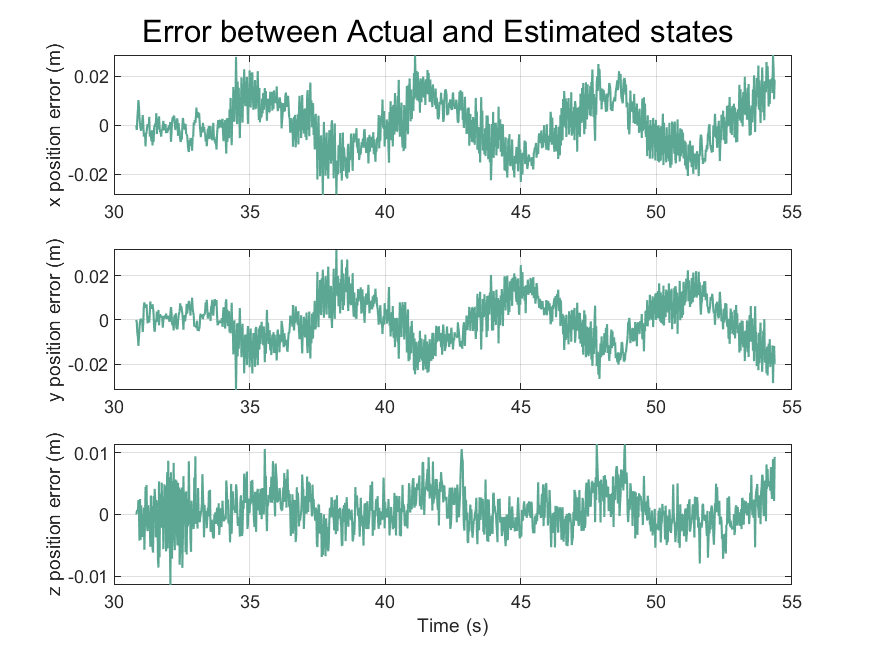 Error between Actual and Estimated states
x position error (m)
0.02
0
-0.02
30 35 40 45 50 55
y position error (m)
0.02
0
-0.02
30 35 40 45 50 55
z position error (m)
0.01
0
-0.01
30 35 40 45 50 55
Time (s)